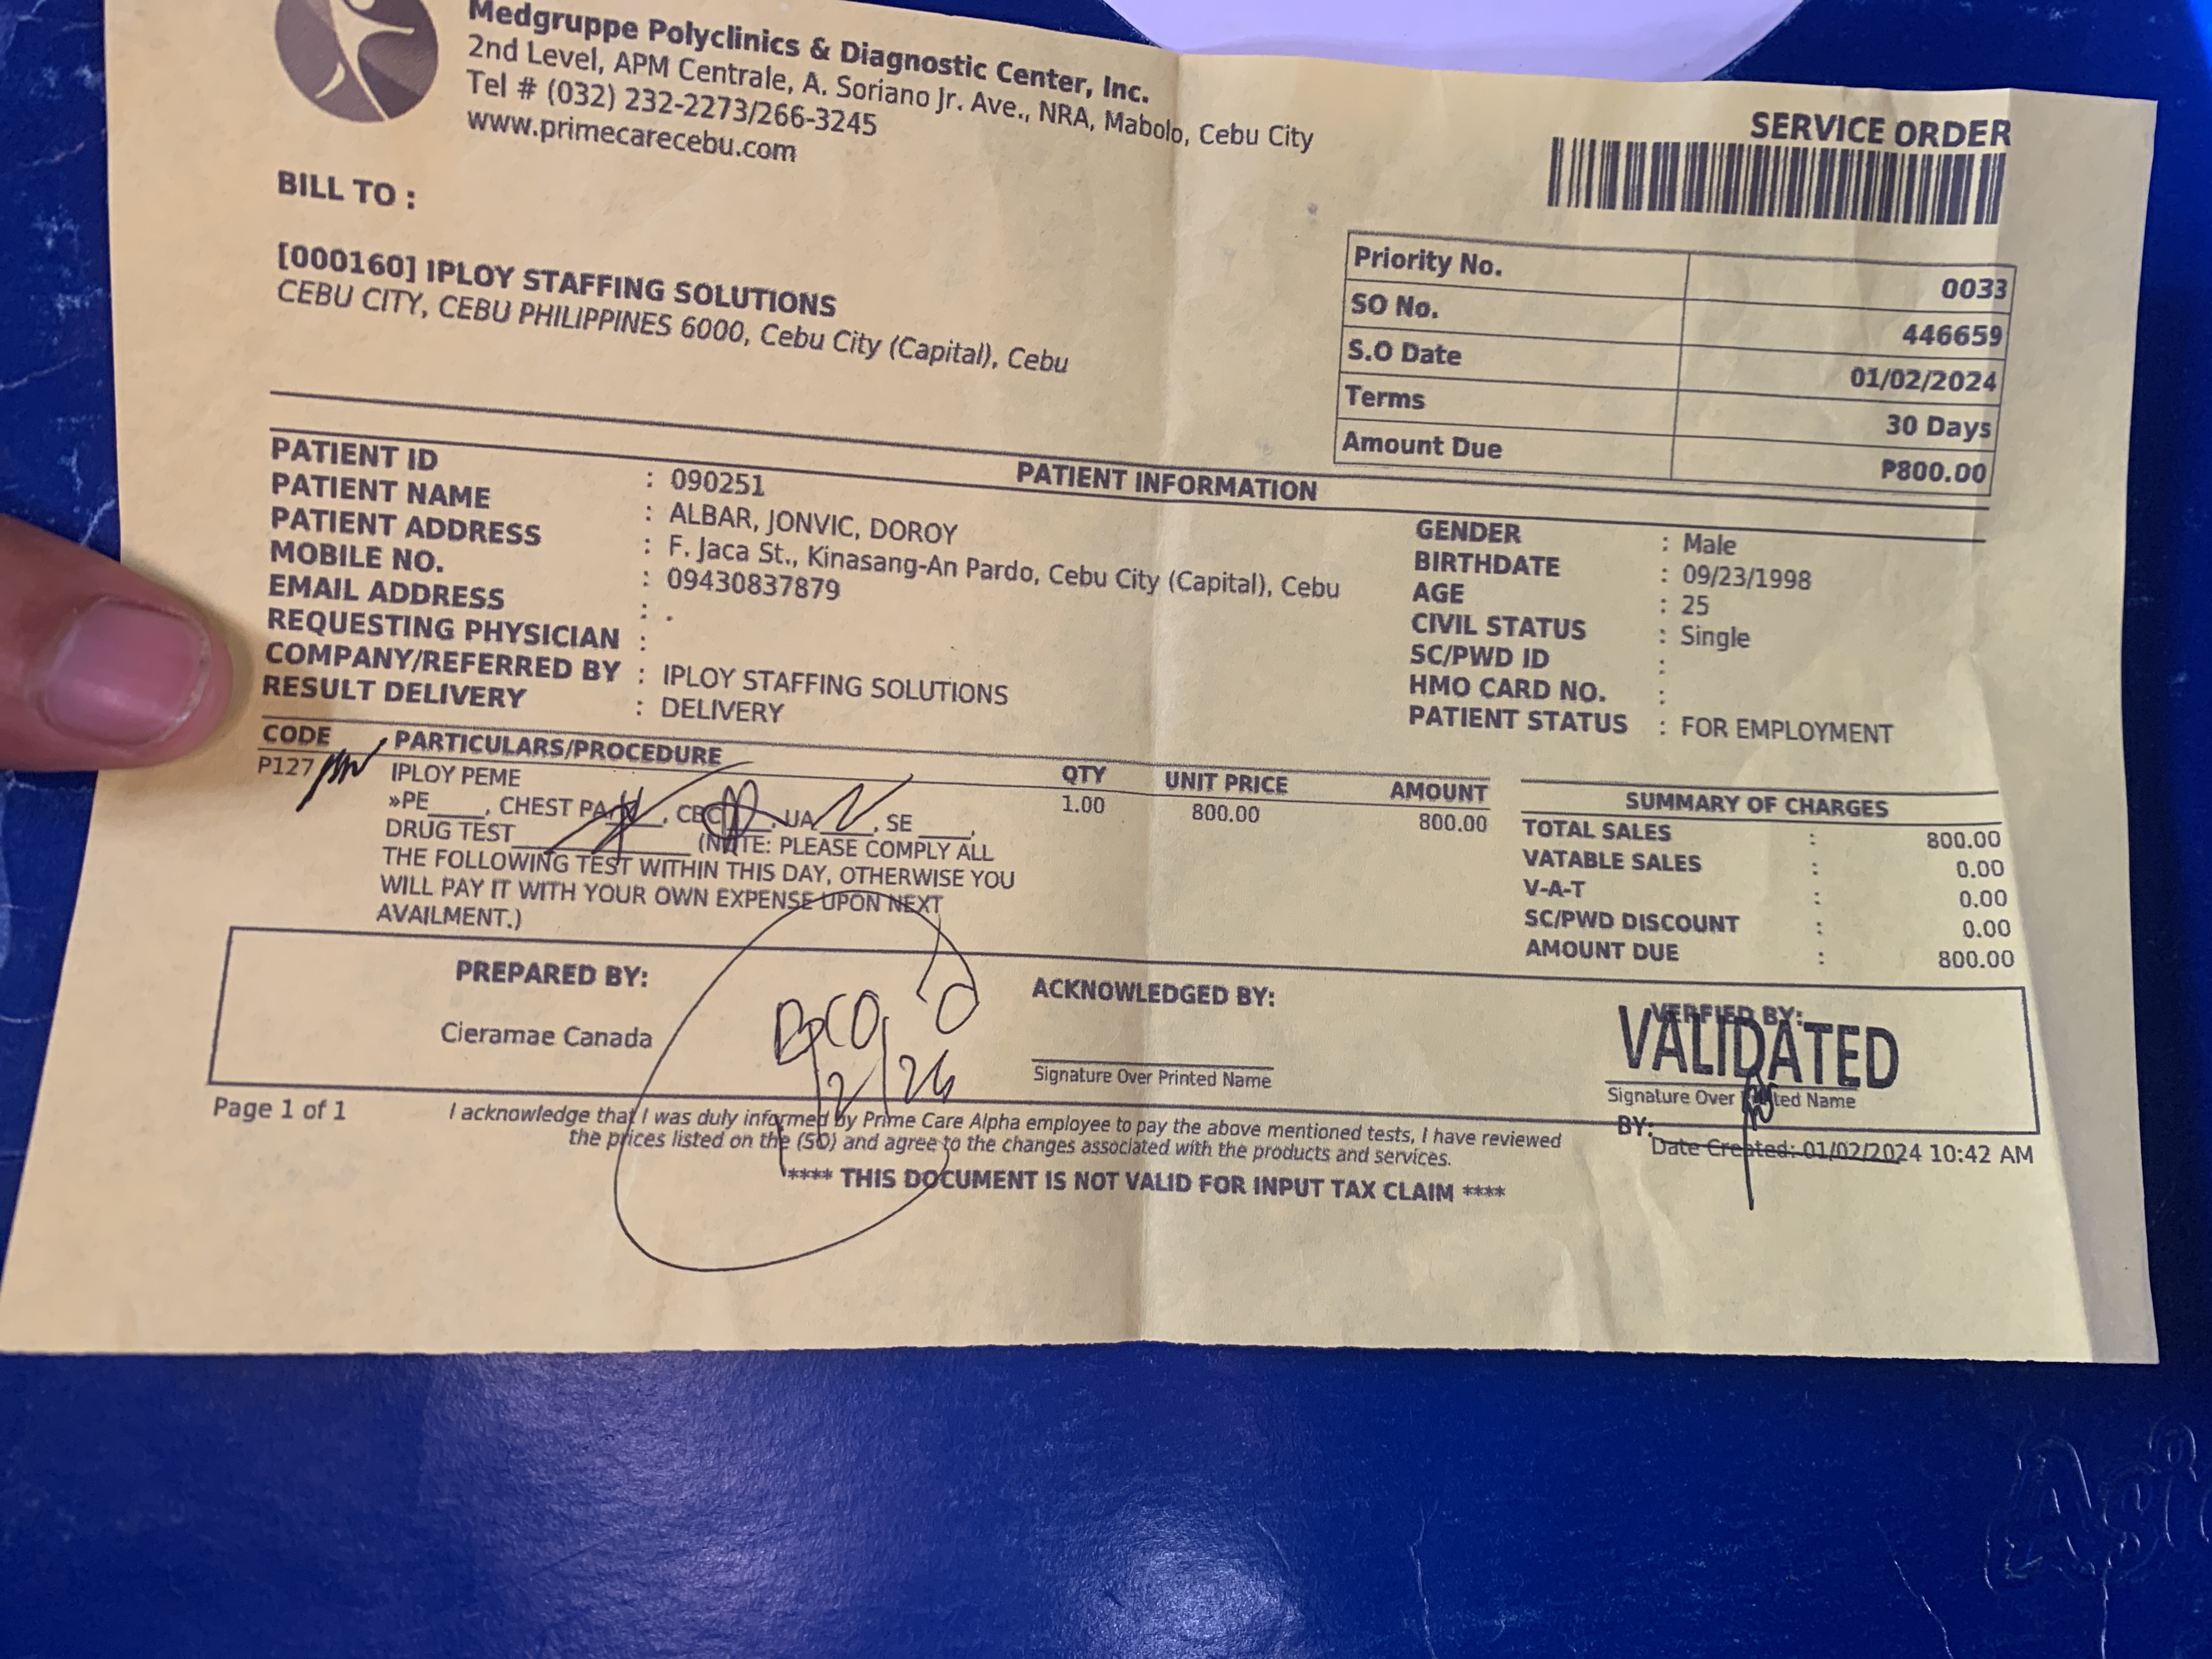 Medgruppe Polyclinics & Diagnostic Center, Inc.
2nd Level, APM Centrale, A. Soriano Jr. Ave., NRA, Mabolo, Cebu City
Tel # (032) 232-2273/266-3245
www.primecarecebu.com
SERVICE ORDER
BILL TO :
[000160] IPLOY STAFFING SOLUTIONS
CEBU CITY, CEBU PHILIPPINES 6000, Cebu City (Capital), Cebu
Priority No. 0033
SO No. 446659
S.O Date 01/02/2024
Terms 30 Days
Amount Due ₱800.00
PATIENT INFORMATION
PATIENT ID : 090251
PATIENT NAME : ALBAR, JONVIC, DOROY
PATIENT ADDRESS : F. Jaca St., Kinasang-An Pardo, Cebu City (Capital), Cebu
MOBILE NO. : 09430837879
EMAIL ADDRESS : .
REQUESTING PHYSICIAN :
COMPANY/REFERRED BY : IPLOY STAFFING SOLUTIONS
RESULT DELIVERY : DELIVERY
GENDER : Male
BIRTHDATE : 09/23/1998
AGE : 25
CIVIL STATUS : Single
SC/PWD ID :
HMO CARD NO. :
PATIENT STATUS : FOR EMPLOYMENT
CODE PARTICULARS/PROCEDURE QTY UNIT PRICE AMOUNT
P127 IPLOY PEME 1.00 800.00 800.00
»PE____, CHEST PA____, CBC____, UA____, SE ____,
DRUG TEST______________ (NOTE: PLEASE COMPLY ALL
THE FOLLOWING TEST WITHIN THIS DAY, OTHERWISE YOU
WILL PAY IT WITH YOUR OWN EXPENSE UPON NEXT
AVAILMENT.)
SUMMARY OF CHARGES
TOTAL SALES : 800.00
VATABLE SALES : 0.00
V-A-T : 0.00
SC/PWD DISCOUNT : 0.00
AMOUNT DUE : 800.00
PREPARED BY:
Cieramae Canada
ACKNOWLEDGED BY:
Signature Over Printed Name
VERFIED BY:
VALIDATED
Signature Over Printed Name
BY:
Date Created: 01/02/2024 10:42 AM
Page 1 of 1
I acknowledge that I was duly informed by Prime Care Alpha employee to pay the above mentioned tests, I have reviewed
the prices listed on the (SO) and agree to the changes associated with the products and services.
**** THIS DOCUMENT IS NOT VALID FOR INPUT TAX CLAIM ****